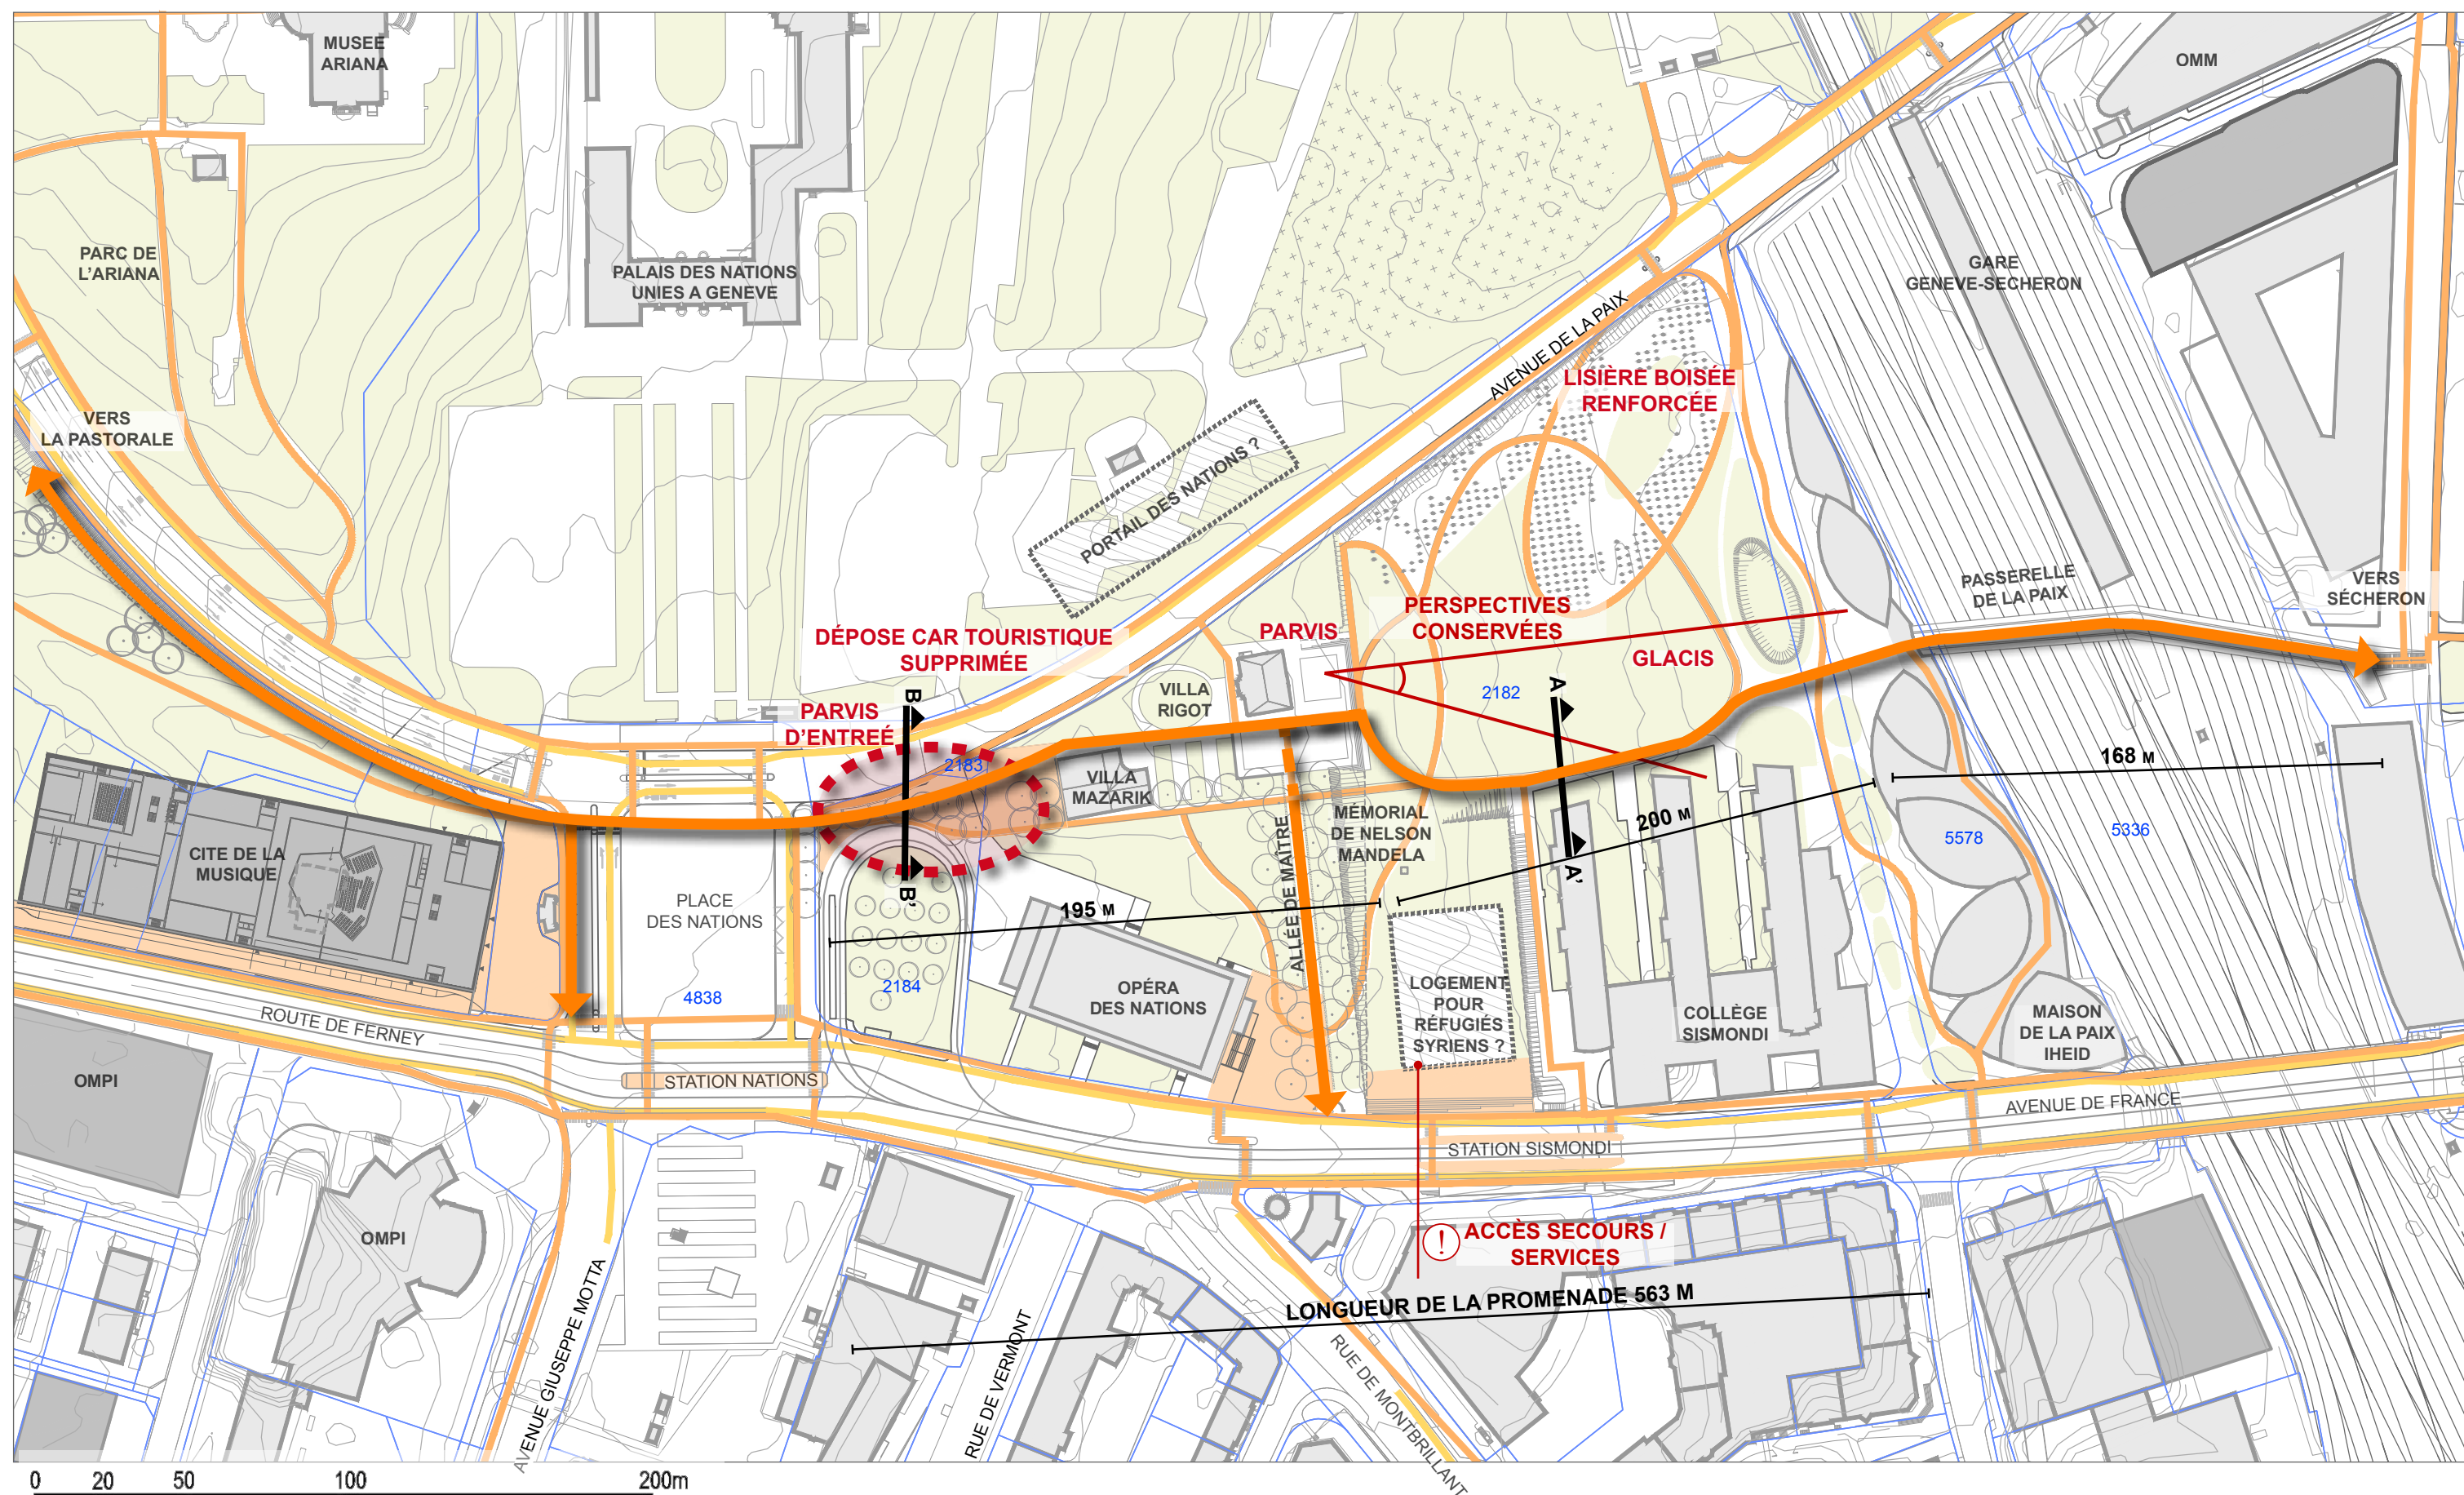 MUSEE
ARIANA
OMM
PARC DE
L'ARIANA
PALAIS DES NATIONS
UNIES A GENEVE
GARE
GENEVE-SECHERON
AVENUE DE LA PAIX
LISIÈRE BOISÉE
RENFORCÉE
VERS
LA PASTORALE
PORTAIL DES NATIONS ?
PASSERELLE
DE LA PAIX
VERS
SÉCHERON
PERSPECTIVES
CONSERVÉES
PARVIS
DÉPOSE CAR TOURISTIQUE
SUPPRIMÉE
GLACIS
VILLA
RIGOT
2182
A
B
PARVIS
D'ENTREÉ
2183
168 M
VILLA
MAZARIK
MÉMORIAL
DE NELSON
MANDELA
200 M
5578
5336
CITE DE LA
MUSIQUE
ALLÉE DE MAITRE
A'
B'
PLACE
DES NATIONS
195 M
4838
2184
OPÉRA
DES NATIONS
LOGEMENT
POUR
RÉFUGIÉS
SYRIENS ?
COLLÈGE
SISMONDI
MAISON
DE LA PAIX
IHEID
ROUTE DE FERNEY
OMPI
STATION NATIONS
AVENUE DE FRANCE
STATION SISMONDI
OMPI
! ACCÈS SECOURS /
SERVICES
LONGUEUR DE LA PROMENADE 563 M
AVENUE GIUSEPPE MOTTA
RUE DE VERMONT
RUE DE MONTBRILLANT
0 20 50 100 200m